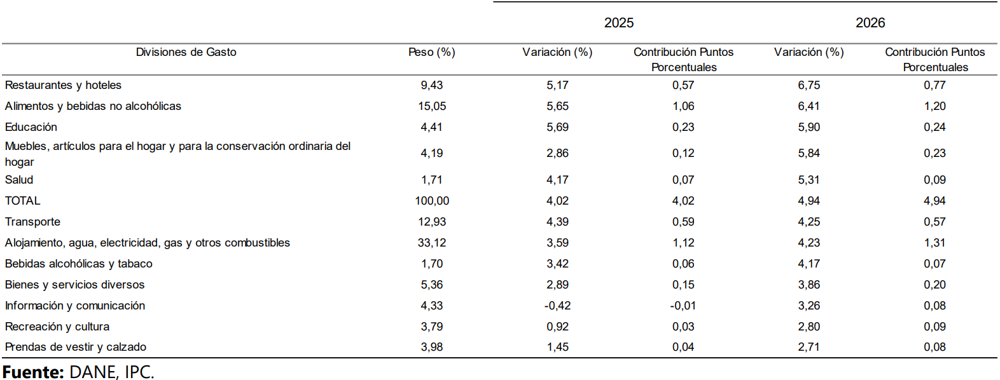 2025 2026
Divisiones de Gasto Peso (%) Variación (%) Contribución Puntos Porcentuales Variación (%) Contribución Puntos Porcentuales
Restaurantes y hoteles 9,43 5,17 0,57 6,75 0,77
Alimentos y bebidas no alcohólicas 15,05 5,65 1,06 6,41 1,20
Educación 4,41 5,69 0,23 5,90 0,24
Muebles, artículos para el hogar y para la conservación ordinaria del
hogar 4,19 2,86 0,12 5,84 0,23
Salud 1,71 4,17 0,07 5,31 0,09
TOTAL 100,00 4,02 4,02 4,94 4,94
Transporte 12,93 4,39 0,59 4,25 0,57
Alojamiento, agua, electricidad, gas y otros combustibles 33,12 3,59 1,12 4,23 1,31
Bebidas alcohólicas y tabaco 1,70 3,42 0,06 4,17 0,07
Bienes y servicios diversos 5,36 2,89 0,15 3,86 0,20
Información y comunicación 4,33 -0,42 -0,01 3,26 0,08
Recreación y cultura 3,79 0,92 0,03 2,80 0,09
Prendas de vestir y calzado 3,98 1,45 0,04 2,71 0,08
Fuente: DANE, IPC.